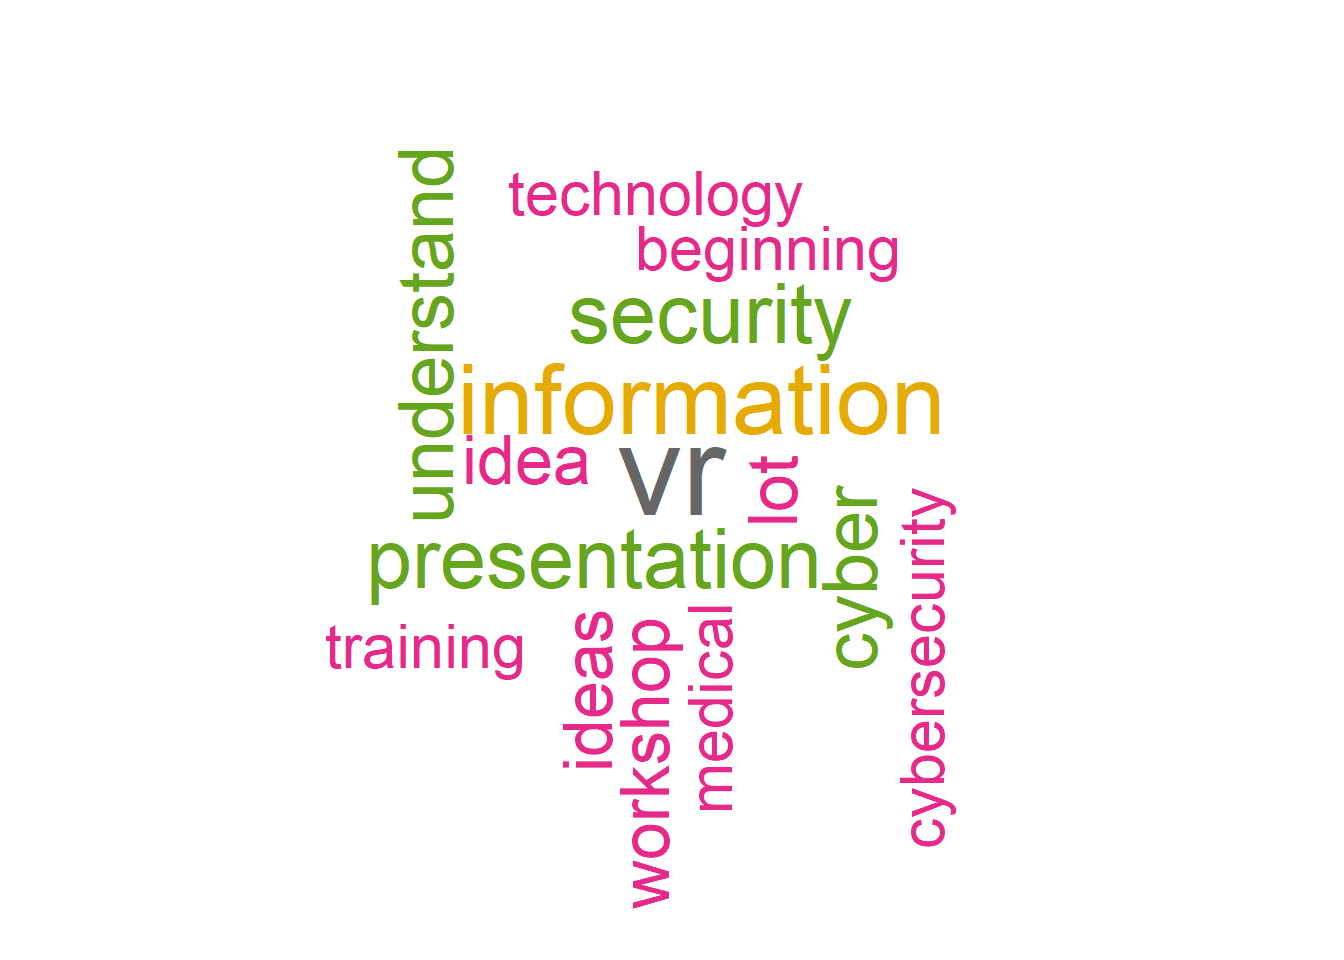 understand
technology
beginning
security
information
idea
vr
lot
cyber
cybersecurity
presentation
training
ideas
workshop
medical